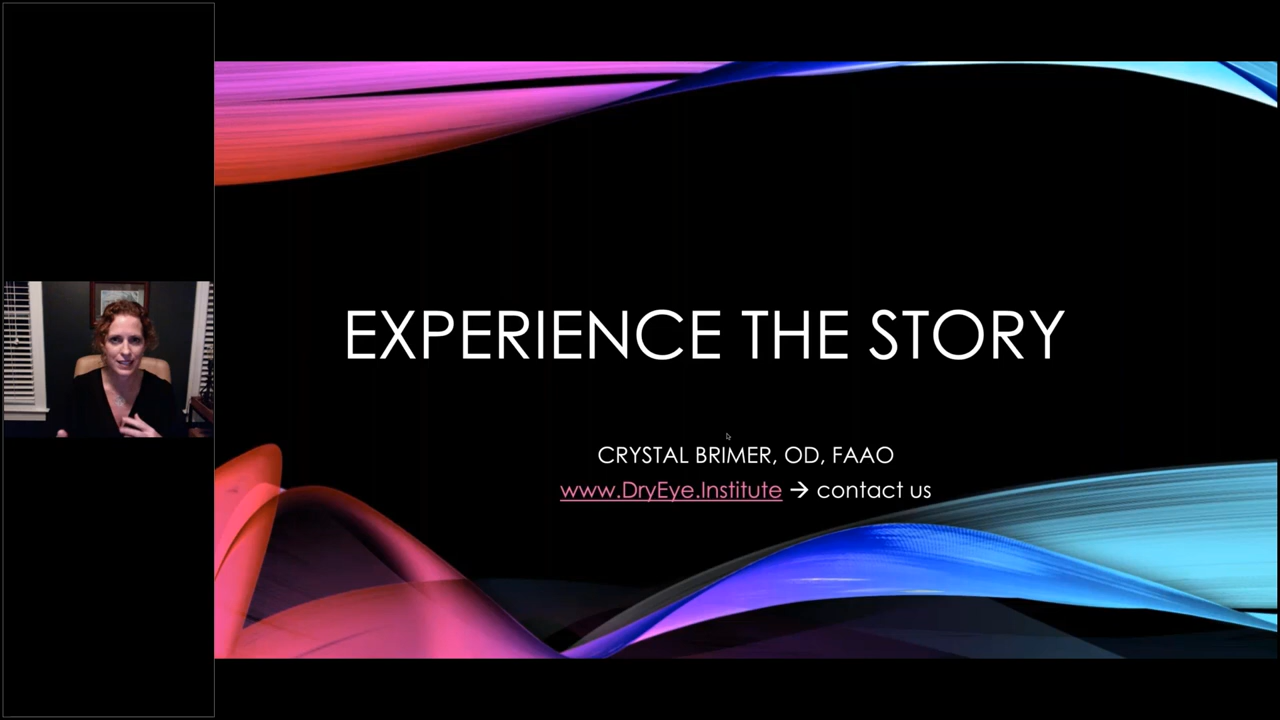 EXPERIENCE THE STORY
CRYSTAL BRIMER, OD, FAAO
www.DryEye.Institute → contact us